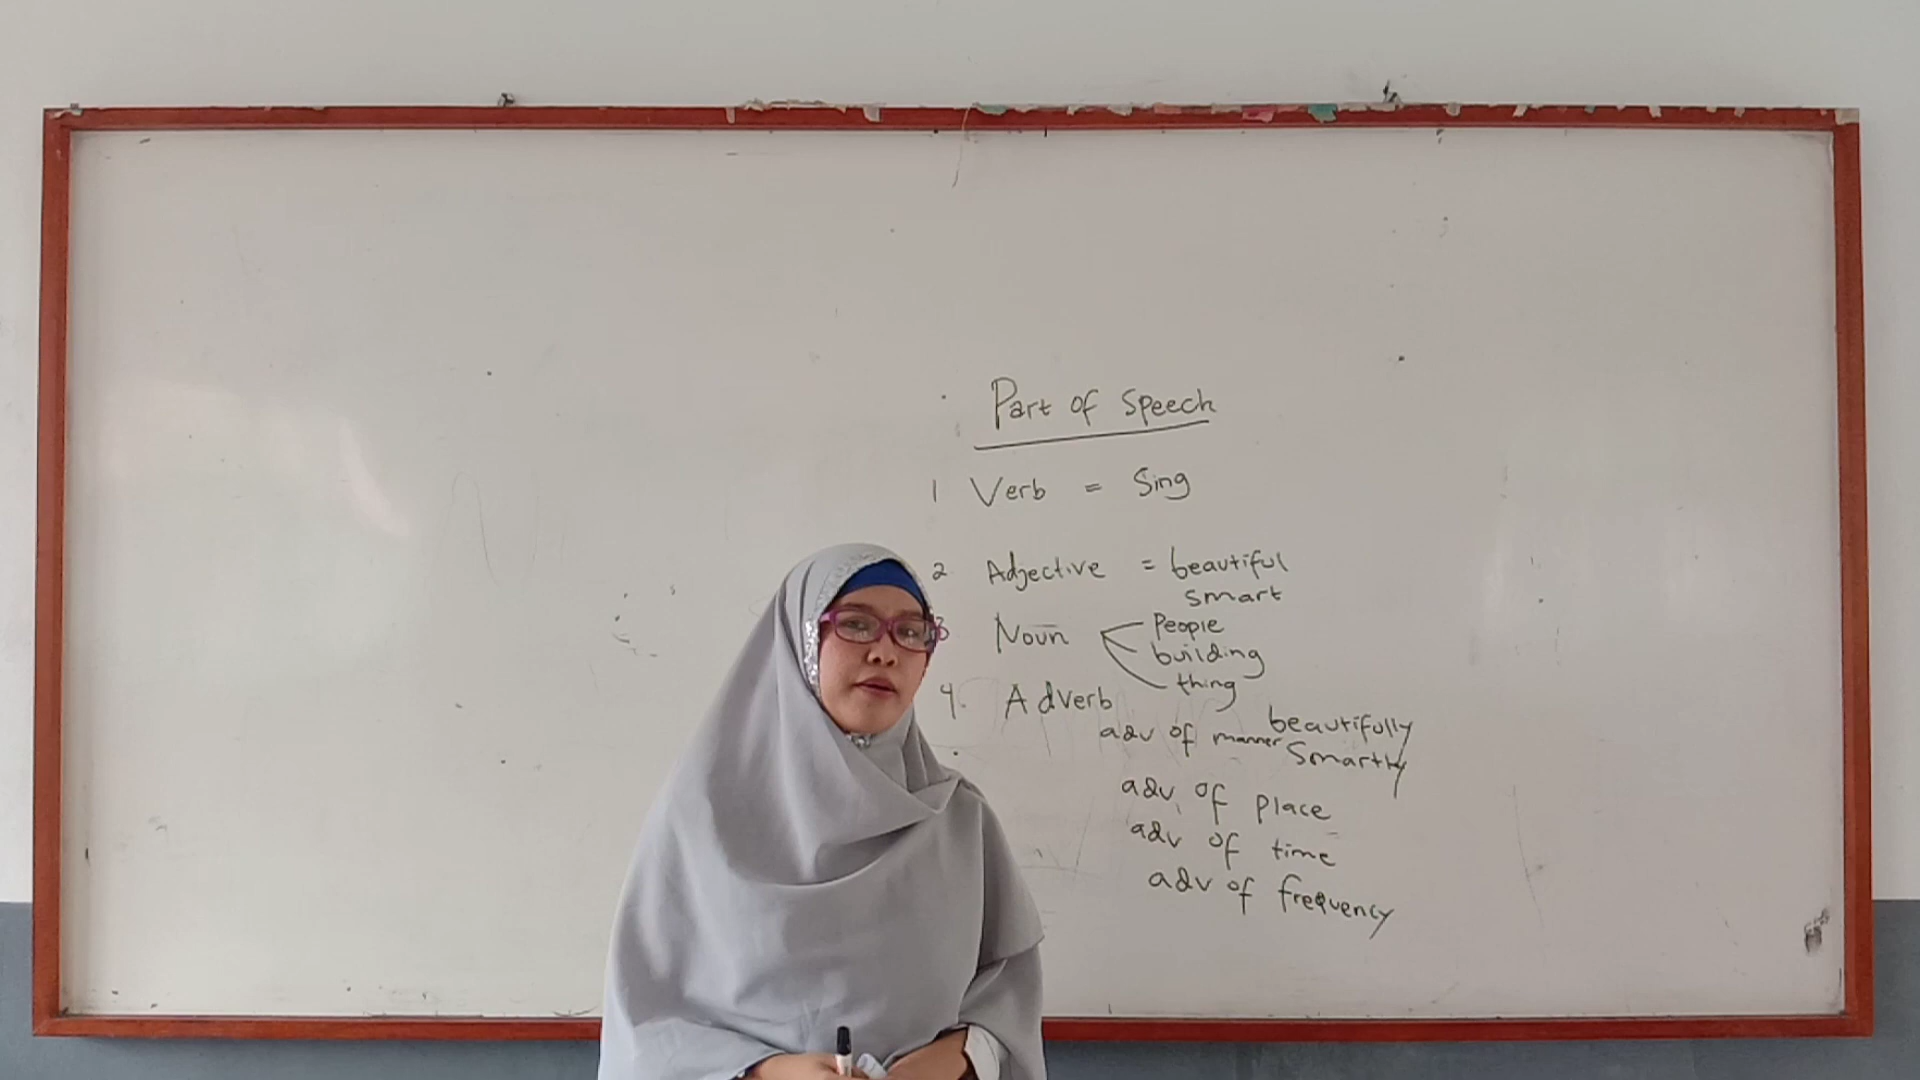 Part of Speech
1 Verb = Sing
2 Adjective = beautiful
smart
3 Noun People
building
thing
4. Adverb
adv of manner beautifully
Smartly
adv of place
adv of time
adv of frequency